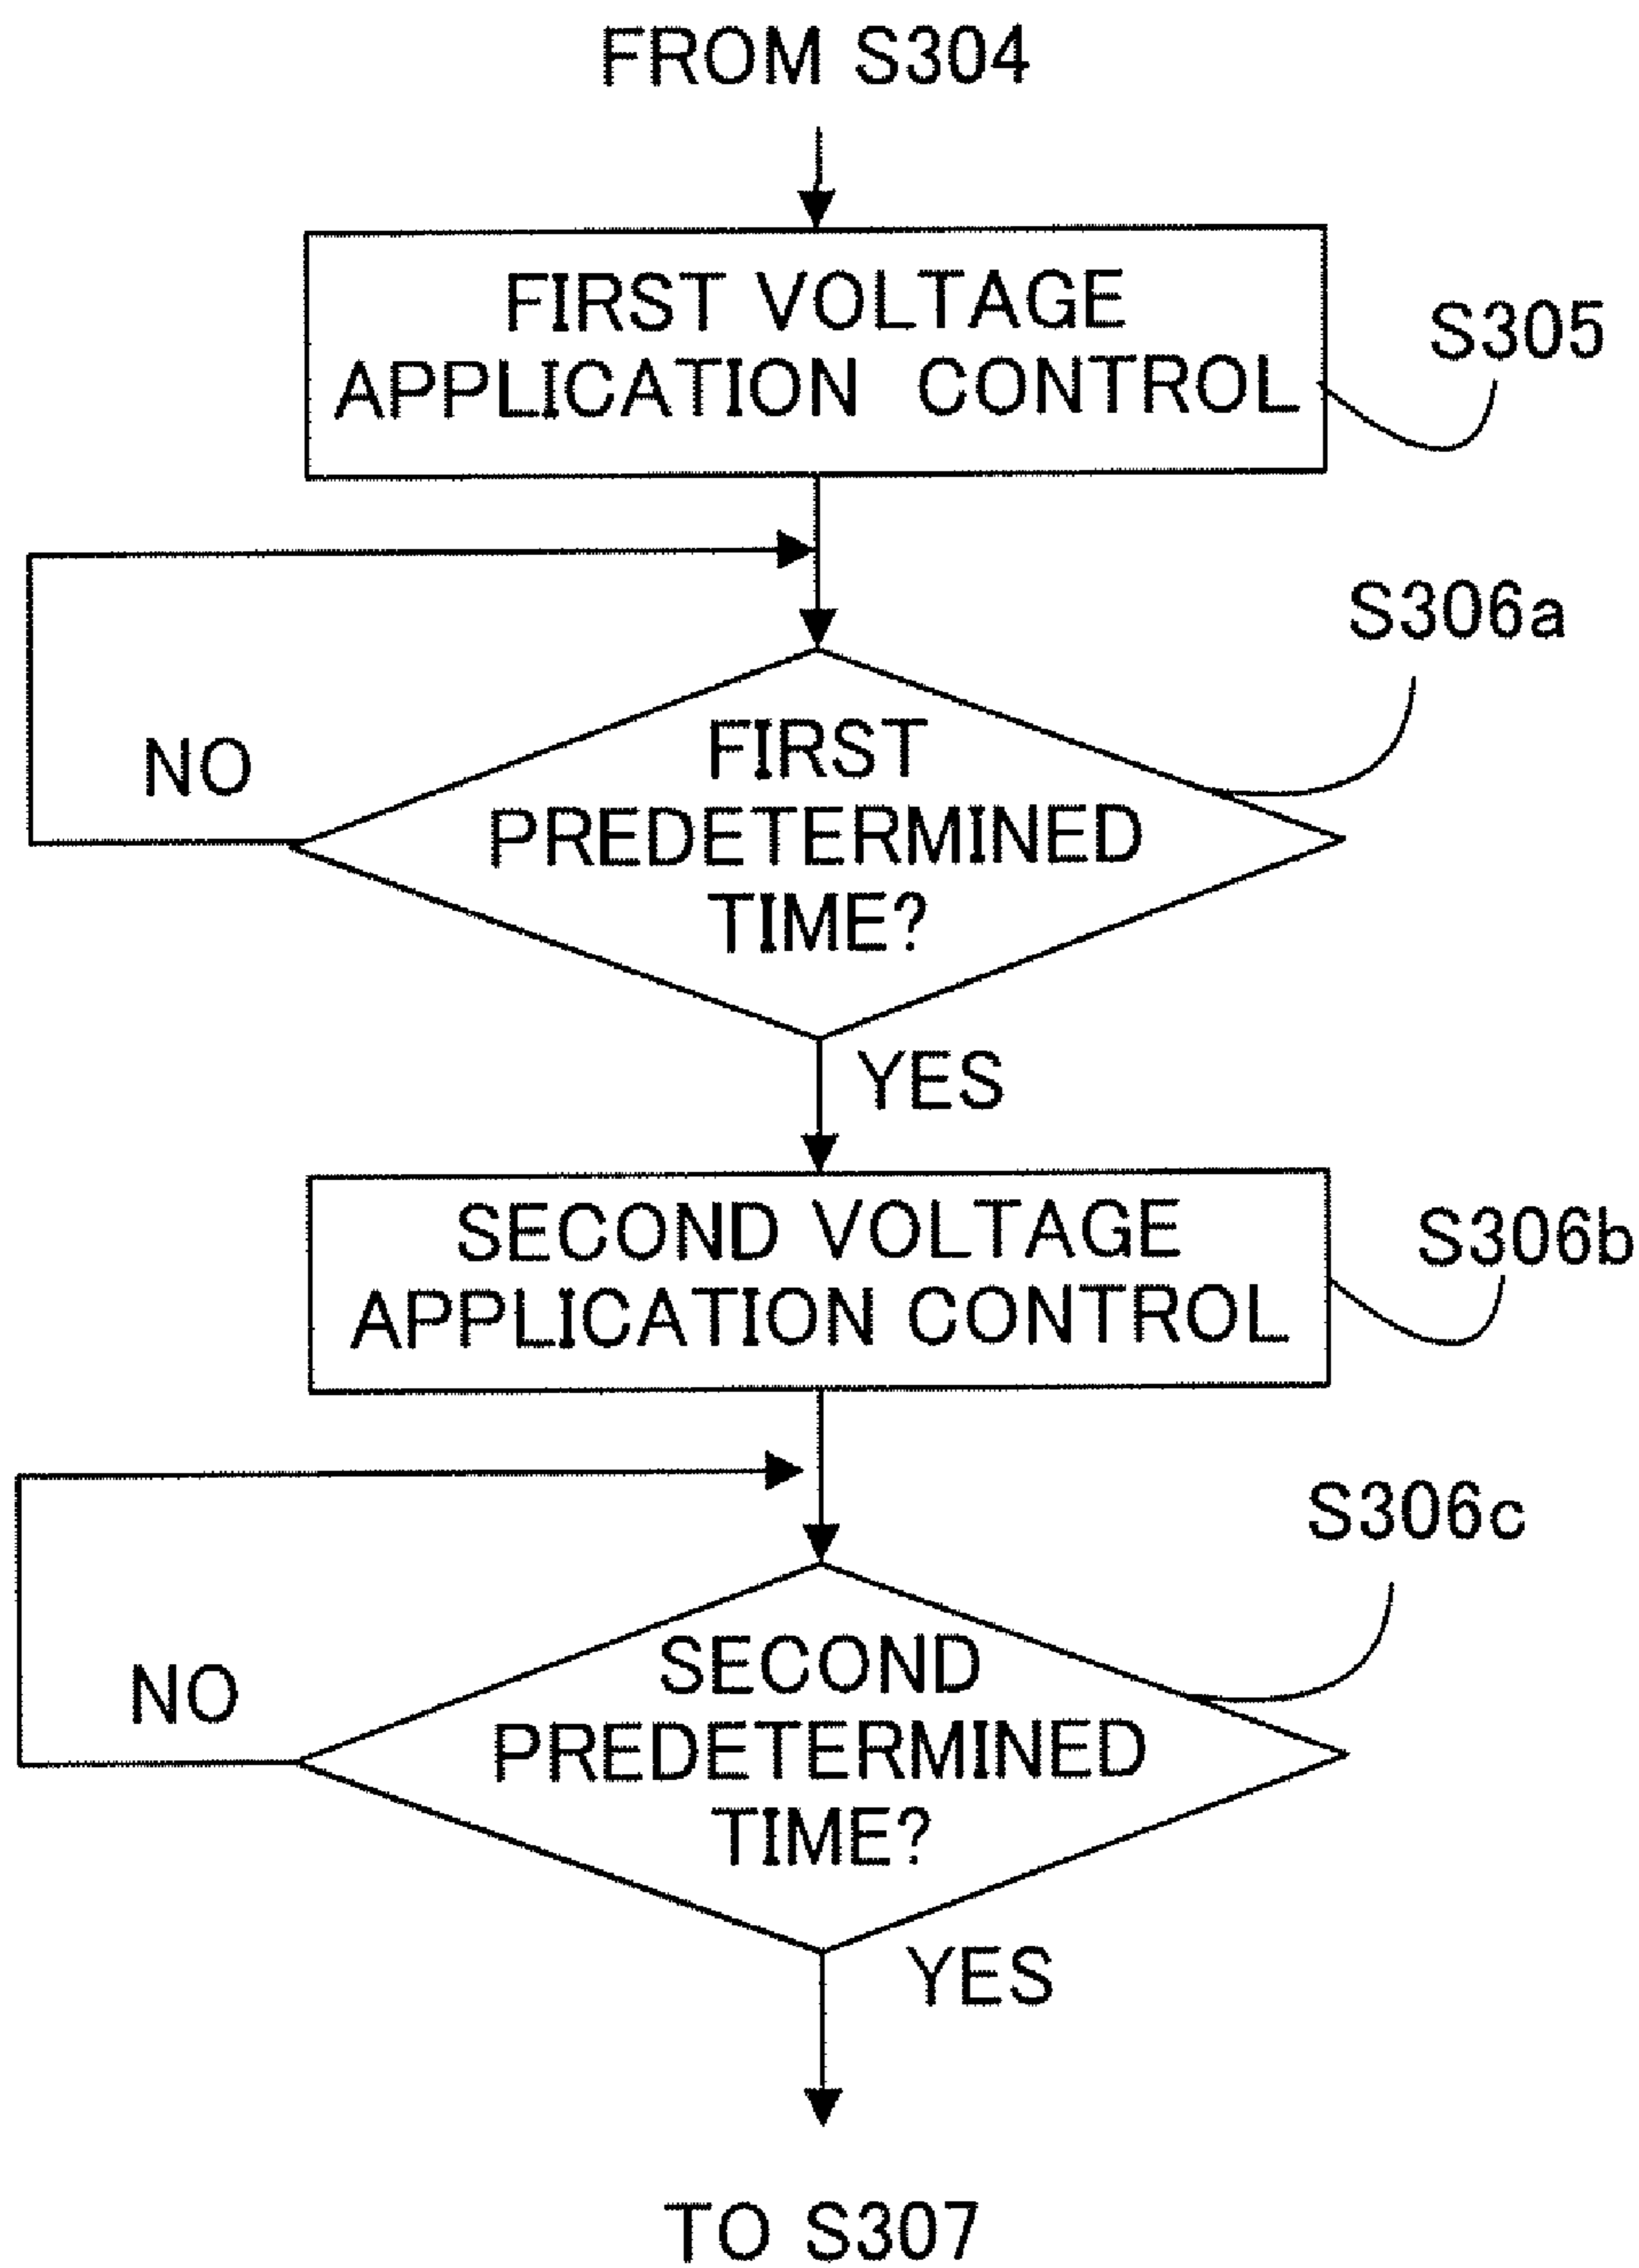 FROM S304
FIRST VOLTAGE
APPLICATION CONTROL
S305
S306a
NO
FIRST
PREDETERMINED
TIME?
YES
SECOND VOLTAGE
APPLICATION CONTROL
S306b
S306c
NO
SECOND
PREDETERMINED
TIME?
YES
TO S307